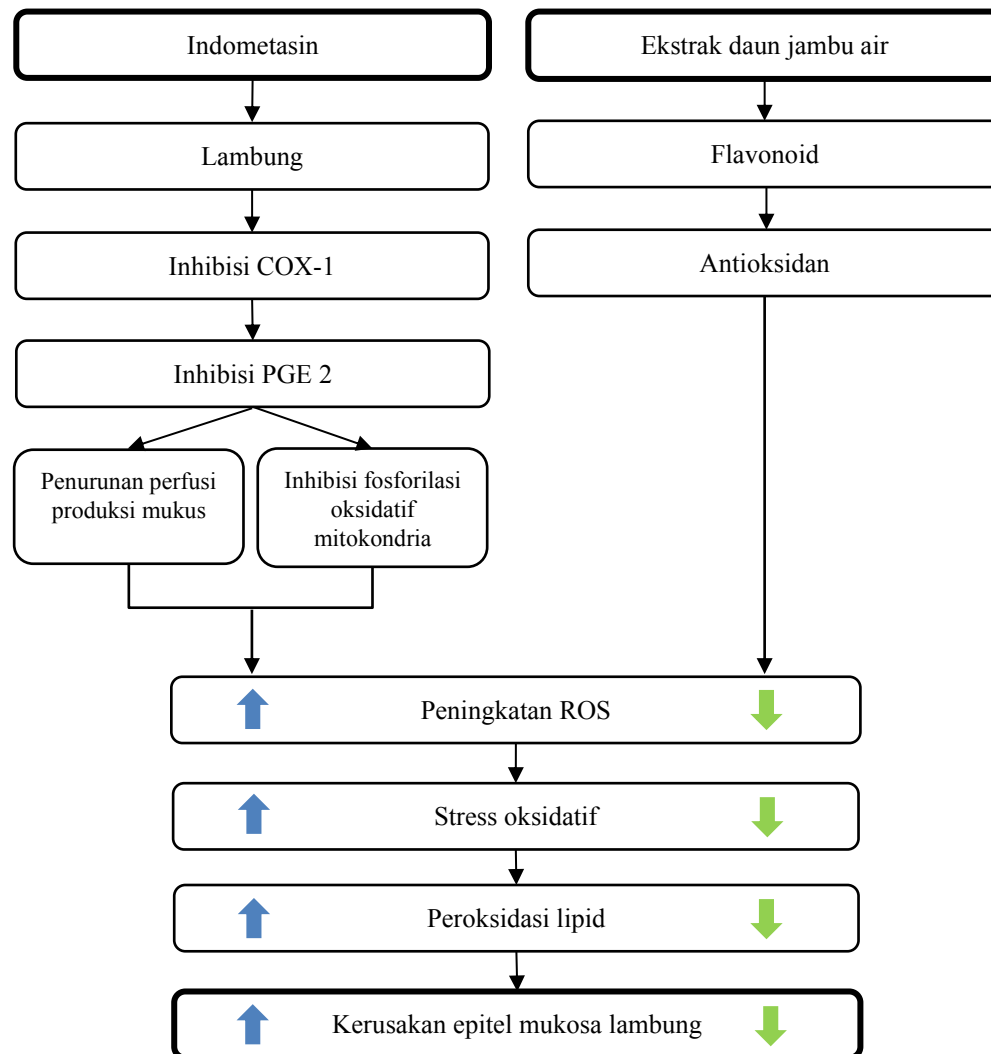 Indometasin
Ekstrak daun jambu air
Lambung
Flavonoid
Inhibisi COX-1
Antioksidan
Inhibisi PGE 2
Penurunan perfusi
produksi mukus
Inhibisi fosforilasi
oksidatif
mitokondria
Peningkatan ROS
Stress oksidatif
Peroksidasi lipid
Kerusakan epitel mukosa lambung